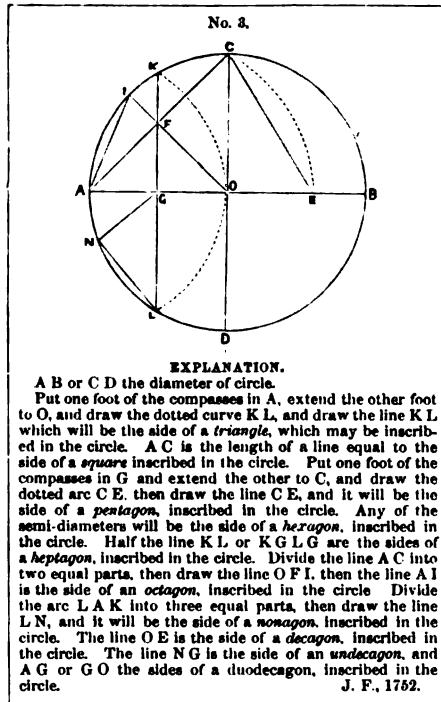 No. 3.
C
K
I
F
A
G
O
E
B
N
L
D
EXPLANATION.
A B or C D the diameter of circle.
Put one foot of the compasses in A, extend the other foot
to O, and draw the dotted curve K L, and draw the line K L
which will be the side of a triangle, which may be inscrib-
ed in the circle. A C is the length of a line equal to the
side of a square inscribed in the circle. Put one foot of the
compasses in G and extend the other to C, and draw the
dotted arc C E, then draw the line C E, and it will be the
side of a pentagon, inscribed in the circle. Any of the
semi-diameters will be the side of a hexagon, inscribed in
the circle. Half the line K L or K G L G are the sides of
a heptagon, inscribed in the circle. Divide the line A C into
two equal parts, then draw the line O F I, then the line A I
is the side of an octagon, inscribed in the circle Divide
the arc L A K into three equal parts, then draw the line
L N, and it will be the side of a nonagon, inscribed in the
circle. The line O E is the side of a decagon, inscribed in
the circle. The line N G is the side of an undecagon, and
A G or G O the sides of a duodecagon, inscribed in the
circle. J. F., 1752.